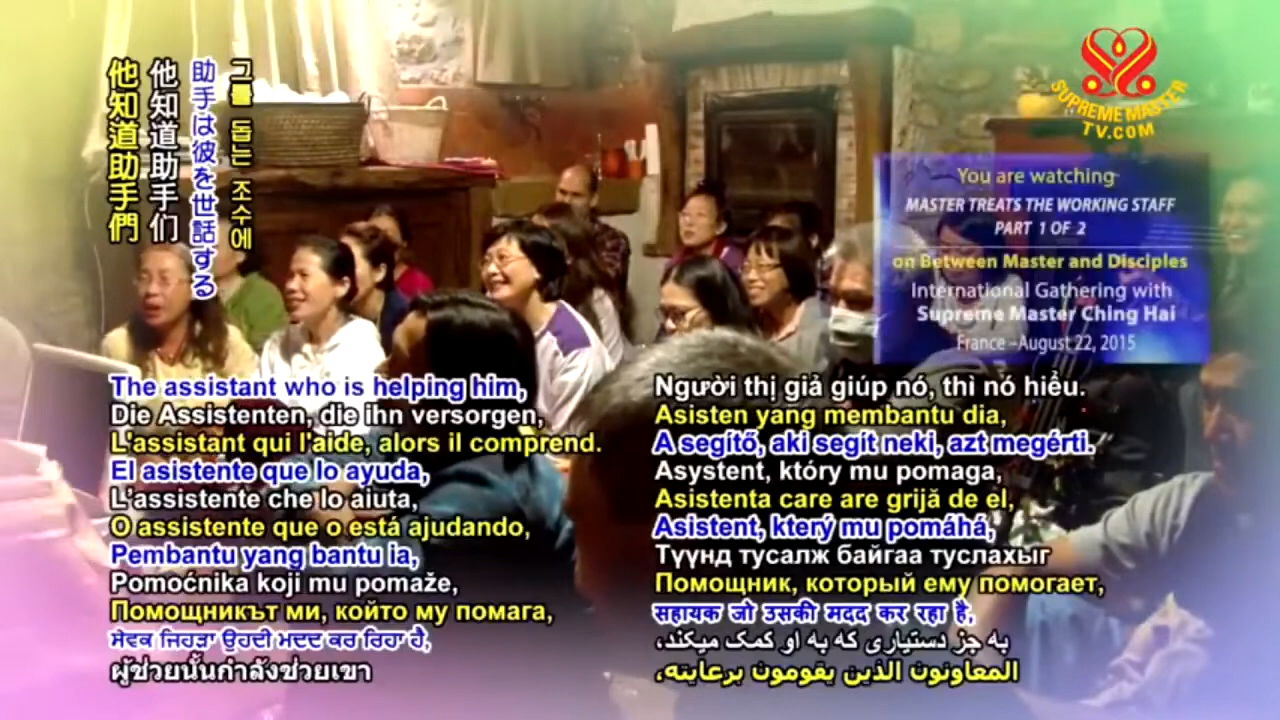 그를 돕는 조수에
助手は彼を世話する
他知道助手们
他知道助手們
SUPREME MASTER
TV.COM
You are watching
MASTER TREATS THE WORKING STAFF
PART 1 OF 2
on Between Master and Disciples
International Gathering with
Supreme Master Ching Hai
France –August 22, 2015
The assistant who is helping him,
Die Assistenten, die ihn versorgen,
L'assistant qui l'aide, alors il comprend.
El asistente que lo ayuda,
L'assistente che lo aiuta,
O assistente que o está ajudando,
Pembantu yang bantu ia,
Pomoćnika koji mu pomaže,
Помощникът ми, който му помага,
ਸੇਵਕ ਜਿਹੜਾ ਉਹਦੀ ਮਦਦ ਕਰ ਰਿਹਾ ਹੈ,
ผู้ช่วยนั้นกำลังช่วยเขา
Người thị giả giúp nó, thì nó hiểu.
Asisten yang membantu dia,
A segítő, aki segít neki, azt megérti.
Asystent, który mu pomaga,
Asistenta care are grijă de el,
Asistent, který mu pomáhá,
Түүнд тусалж байгаа туслахыг
Помощник, который ему помогает,
सहायक जो उसकी मदद कर रहा है,
به جز دستیاری که به او کمک میکند،
المعاونون الذين يقومون برعايته،